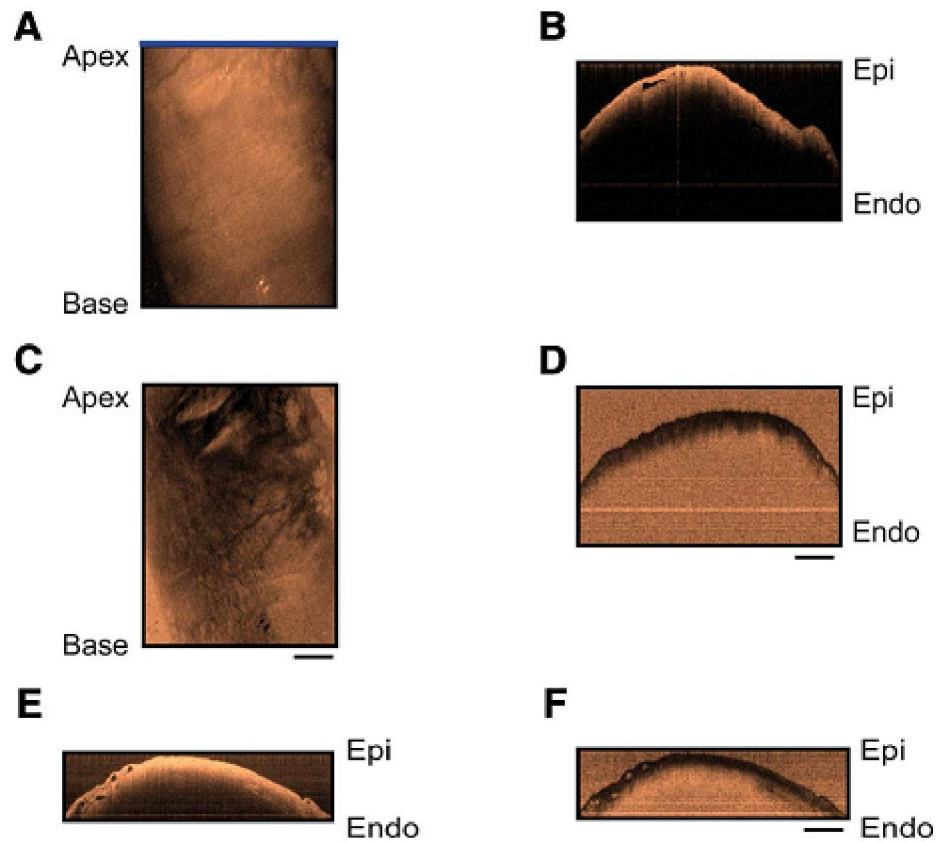 A
Apex
Base
B
Epi
Endo
C
Apex
Base
D
Epi
Endo
E
Epi
Endo
F
Epi
Endo